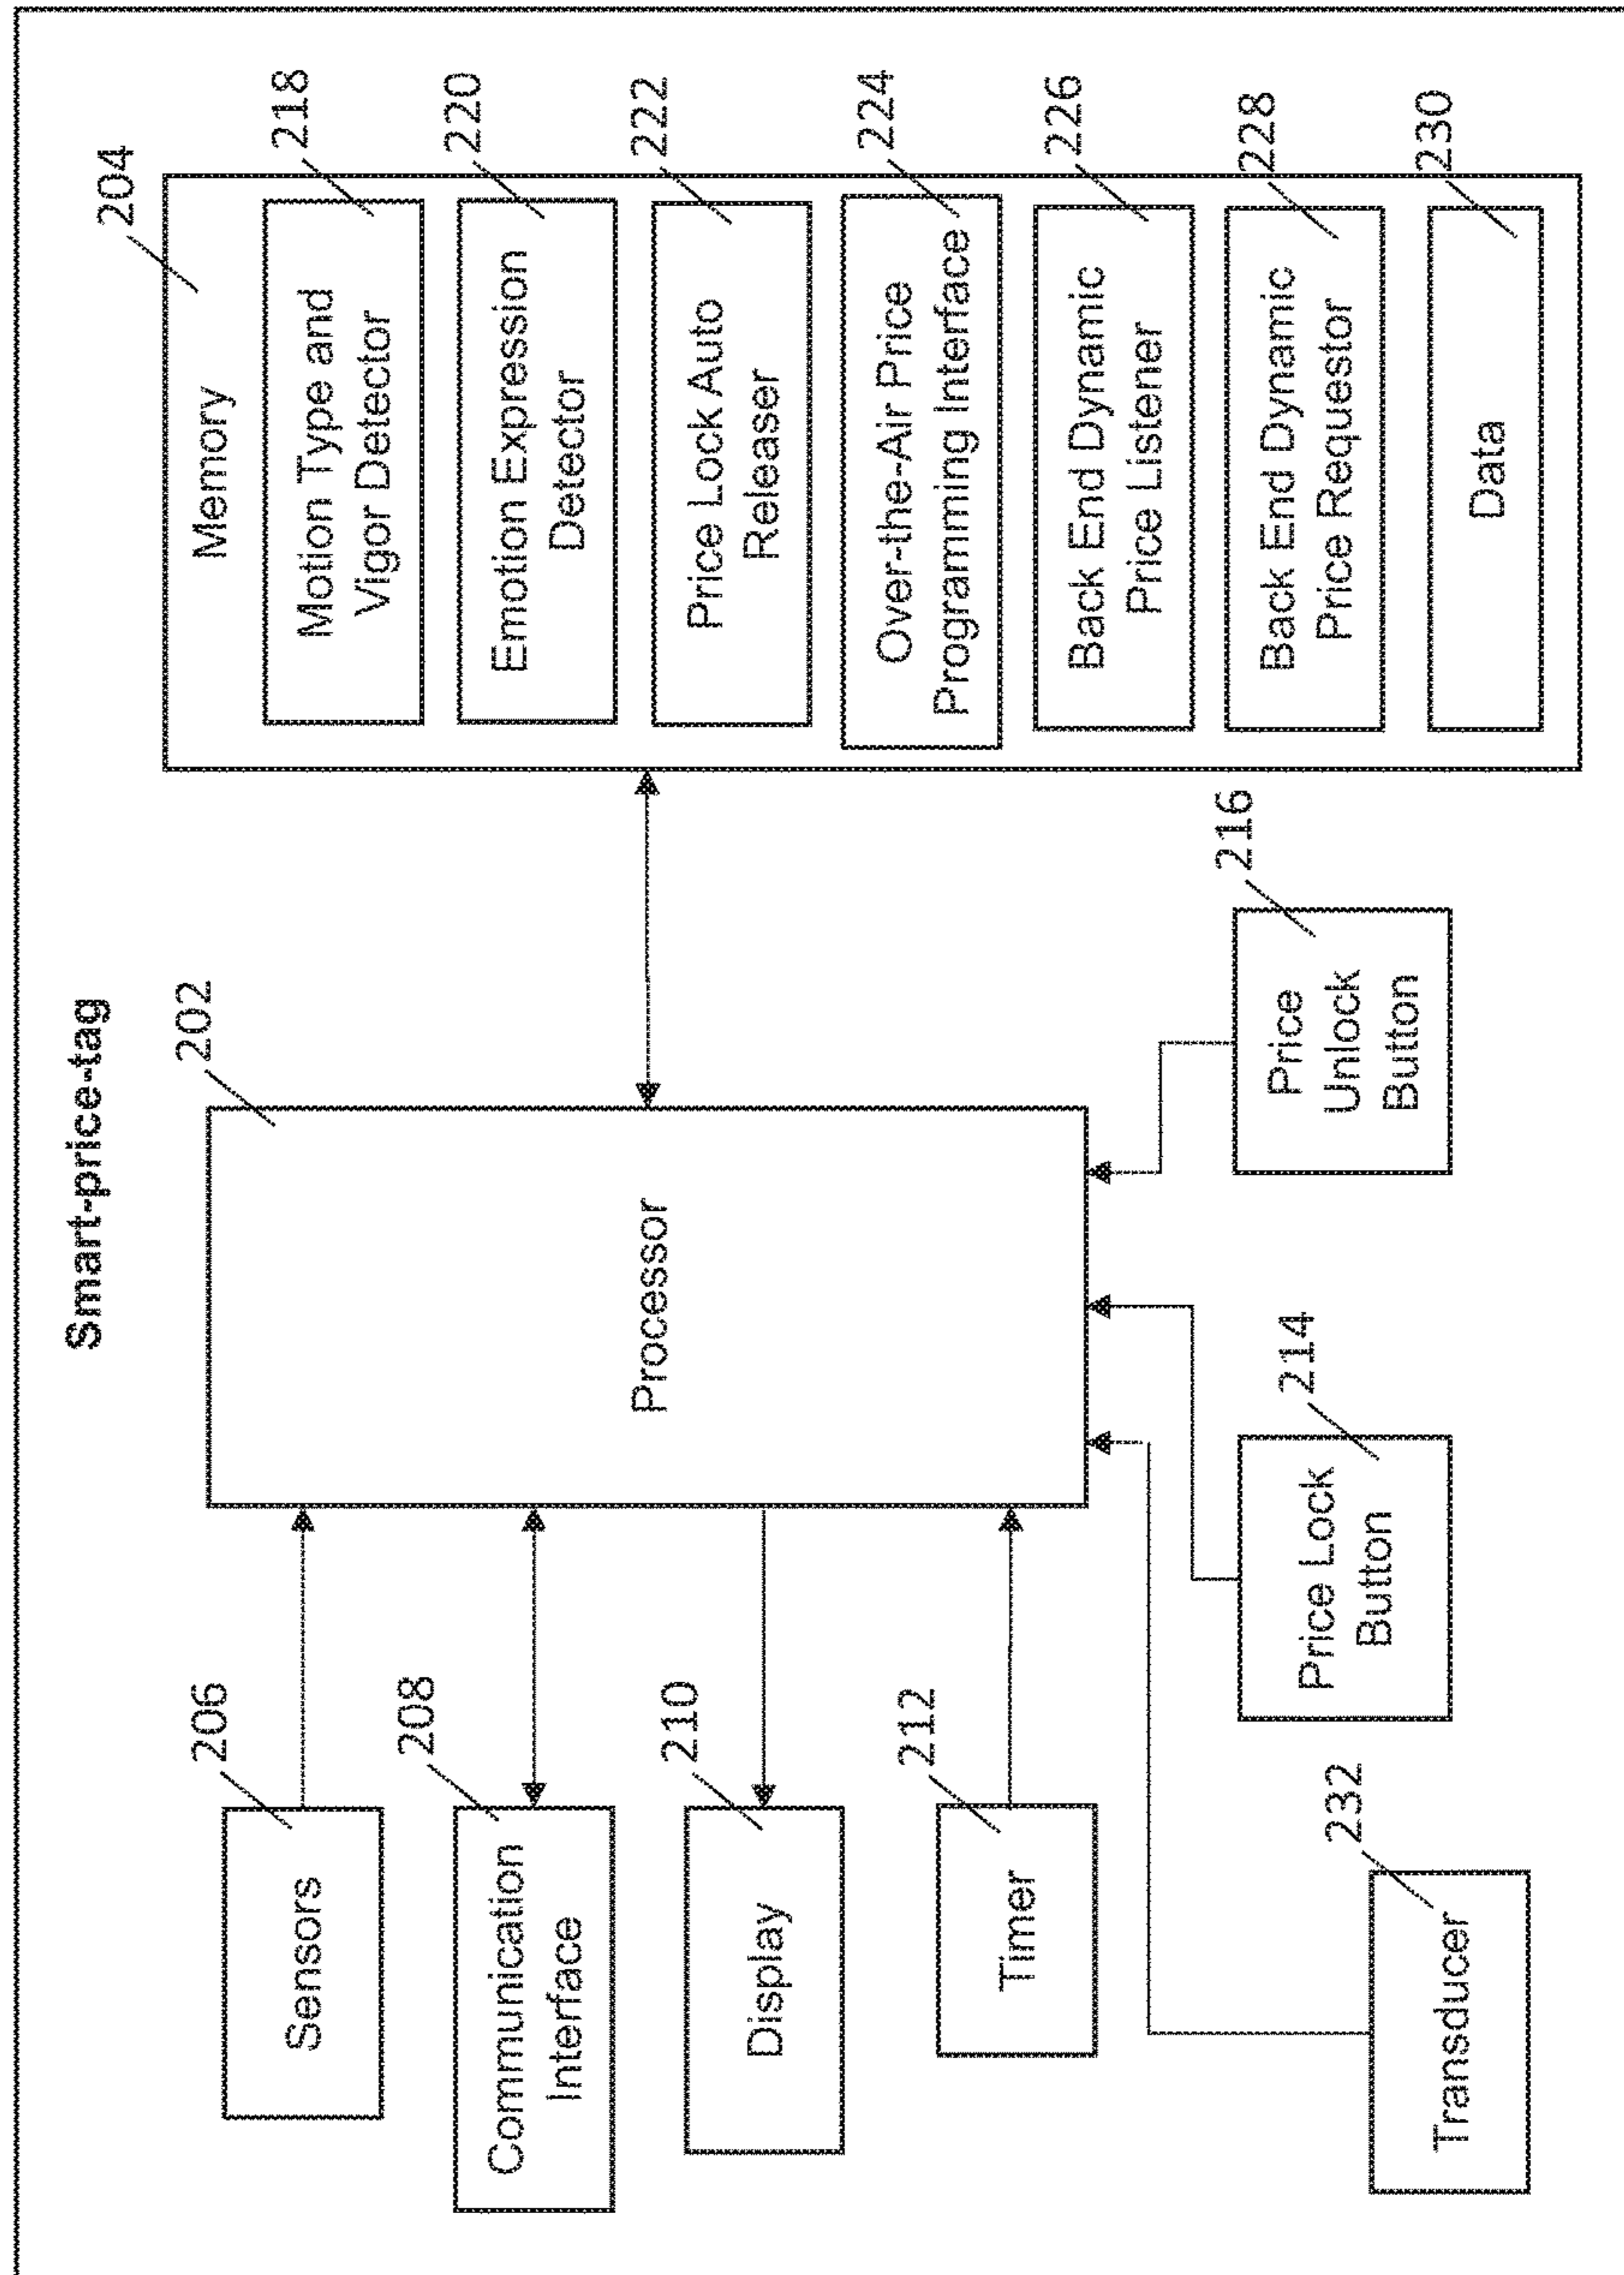 Smart-price-tag
206
Sensors
208
Communication
Interface
210
Display
212
Timer
232
Transducer
202
Processor
214
Price Lock
Button
216
Price
Unlock
Button
204
Memory
218
Motion Type and
Vigor Detector
220
Emotion Expression
Detector
222
Price Lock Auto
Releaser
224
Over-the-Air Price
Programming Interface
226
Back End Dynamic
Price Listener
228
Back End Dynamic
Price Requestor
230
Data